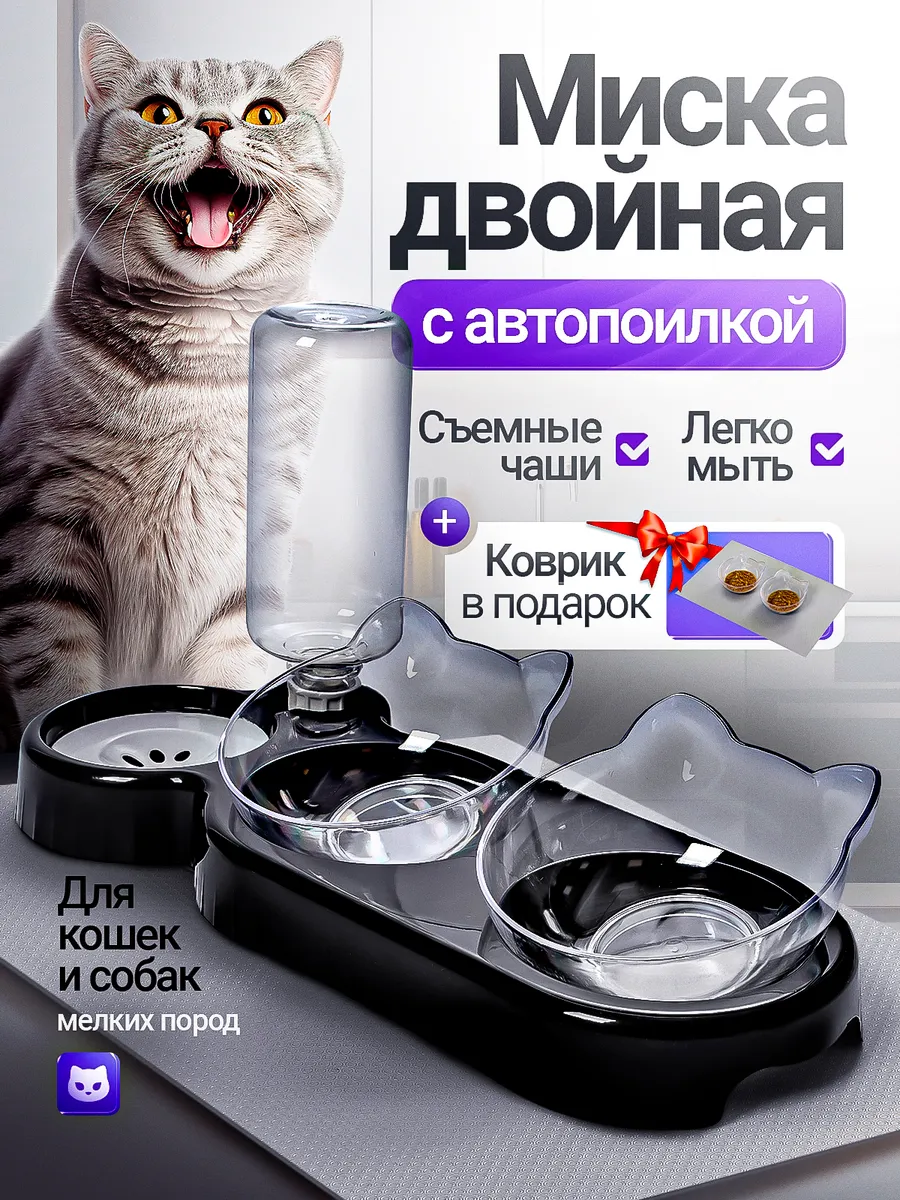 Миска
двойная
с автопоилкой
Съемные
чаши
Легко
мыть
+
Коврик
в подарок
Для
кошек
и собак
мелких пород